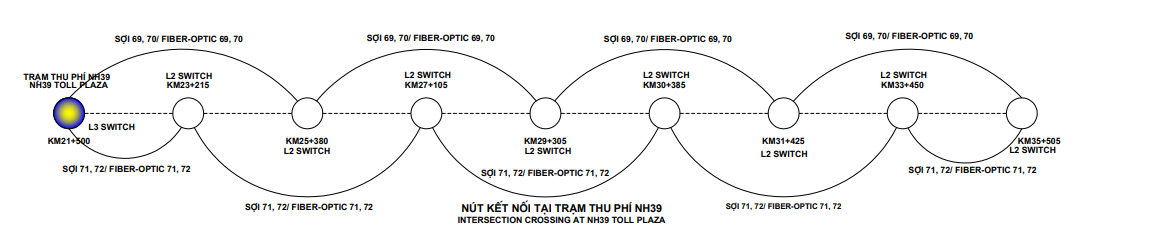 SỢI 69, 70/ FIBER-OPTIC 69, 70
SỢI 69, 70/ FIBER-OPTIC 69, 70
SỢI 69, 70/ FIBER-OPTIC 69, 70
SỢI 69, 70/ FIBER-OPTIC 69, 70
TRẠM THU PHÍ NH39
NH39 TOLL PLAZA
L2 SWITCH
KM23+215
L2 SWITCH
KM27+105
L2 SWITCH
KM30+385
L2 SWITCH
KM33+450
L3 SWITCH
KM21+500
KM25+380
L2 SWITCH
KM29+305
L2 SWITCH
KM31+425
L2 SWITCH
KM35+505
L2 SWITCH
SỢI 71, 72/ FIBER-OPTIC 71, 72
SỢI 71, 72/ FIBER-OPTIC 71, 72
SỢI 71, 72/ FIBER-OPTIC 71, 72
SỢI 71, 72/ FIBER-OPTIC 71, 72
SỢI 71, 72/ FIBER-OPTIC 71, 72
NÚT KẾT NỐI TẠI TRẠM THU PHÍ NH39
INTERSECTION CROSSING AT NH39 TOLL PLAZA